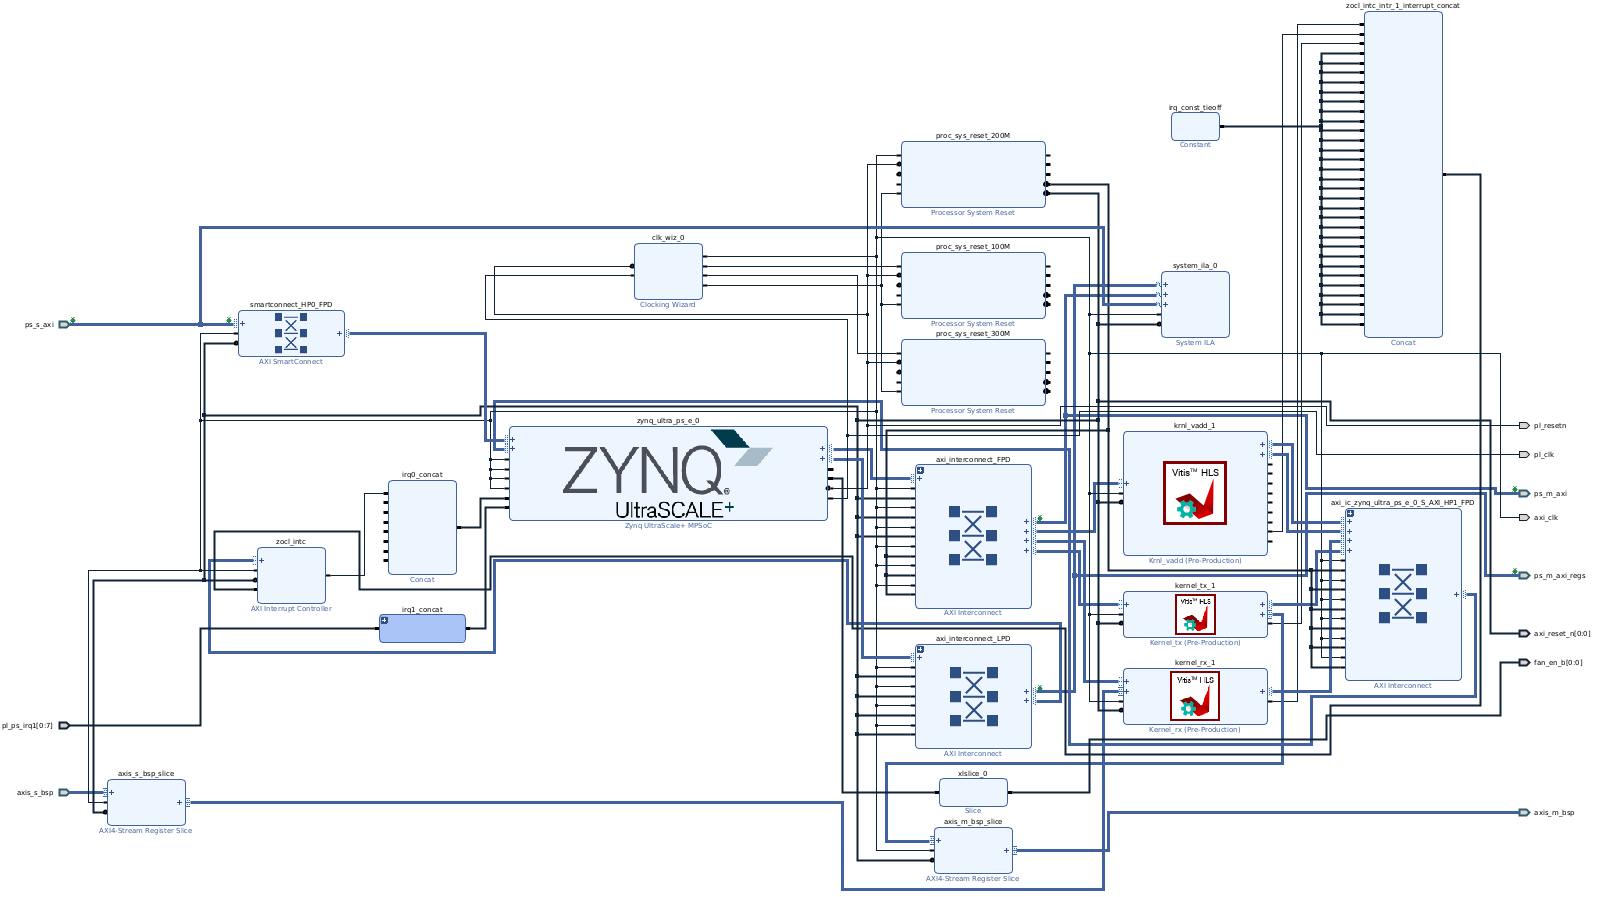 zocl_intc_intr_1_interrupt_concat
Concat
irq_const_tieoff
Constant
proc_sys_reset_200M
Processor System Reset
clk_wiz_0
Clocking Wizard
proc_sys_reset_100M
Processor System Reset
system_ila_0
System ILA
ps_s_axi
smartconnect_HP0_FPD
AXI SmartConnect
proc_sys_reset_300M
Processor System Reset
zynq_ultra_ps_e_0
ZYNQ®
UltraSCALE+
Zynq UltraScale+ MPSoC
krnl_vadd_1
Vitis™ HLS
Krnl_vadd (Pre-Production)
pl_resetn
pl_clk
ps_m_axi
axi_clk
ps_m_axi_regs
axi_reset_n[0:0]
fan_en_b[0:0]
axi_interconnect_FPD
AXI Interconnect
axi_ic_zynq_ultra_ps_e_0_S_AXI_HP1_FPD
AXI Interconnect
irq0_concat
Concat
zocl_intc
AXI Interrupt Controller
irq1_concat
kernel_tx_1
Vitis™ HLS
Kernel_tx (Pre-Production)
axi_interconnect_LPD
AXI Interconnect
kernel_rx_1
Vitis™ HLS
Kernel_rx (Pre-Production)
pl_ps_irq1[0:7]
axis_s_bsp
axis_s_bsp_slice
AXI4-Stream Register Slice
xlslice_0
Slice
axis_m_bsp_slice
AXI4-Stream Register Slice
axis_m_bsp